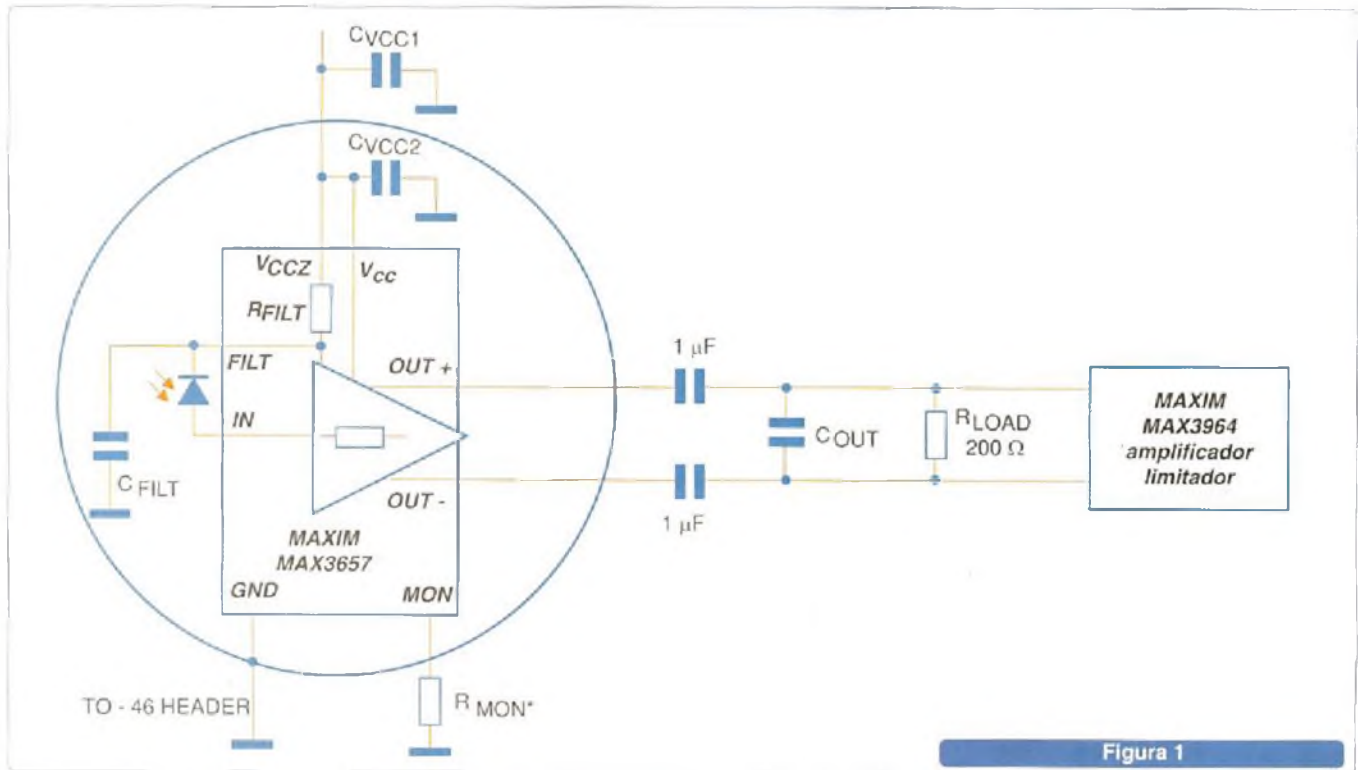 CVCC1
CVCC2
VCCZ
Vcc
RFILT
FILT
OUT +
IN
C FILT
OUT -
MAXIM
MAX3657
GND
MON
TO - 46 HEADER
R MON*
1 µF
1 µF
COUT
RLOAD
200 Ω
MAXIM
MAX3964
amplificador
limitador
Figura 1